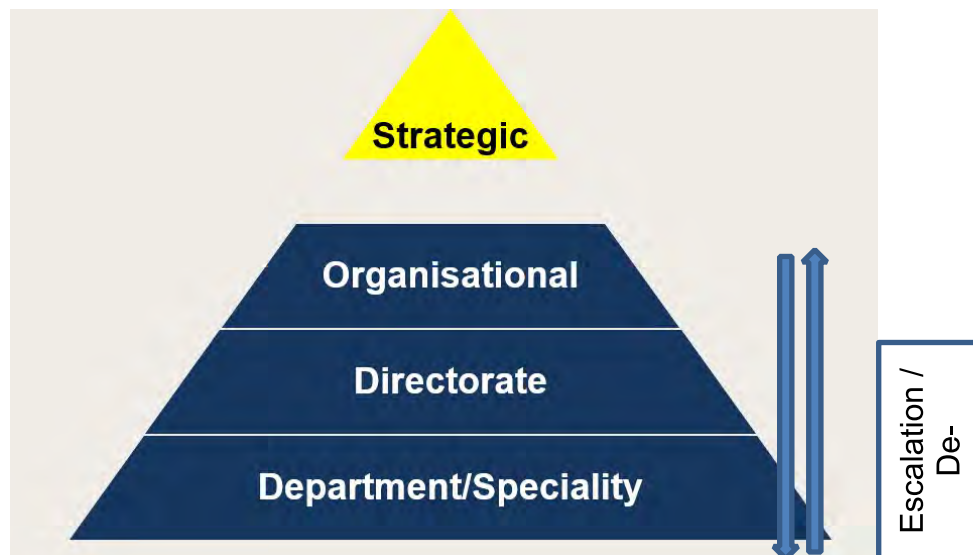 Strategic
Organisational
Directorate
Department/Speciality
Escalation /
De-